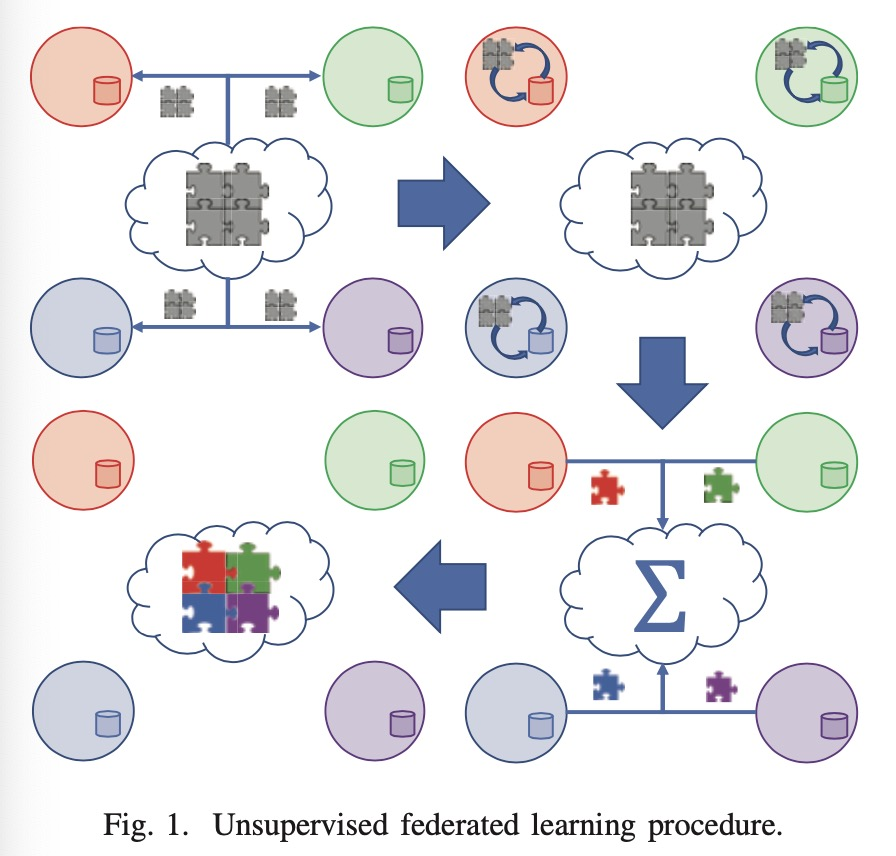 Σ
Fig. 1. Unsupervised federated learning procedure.